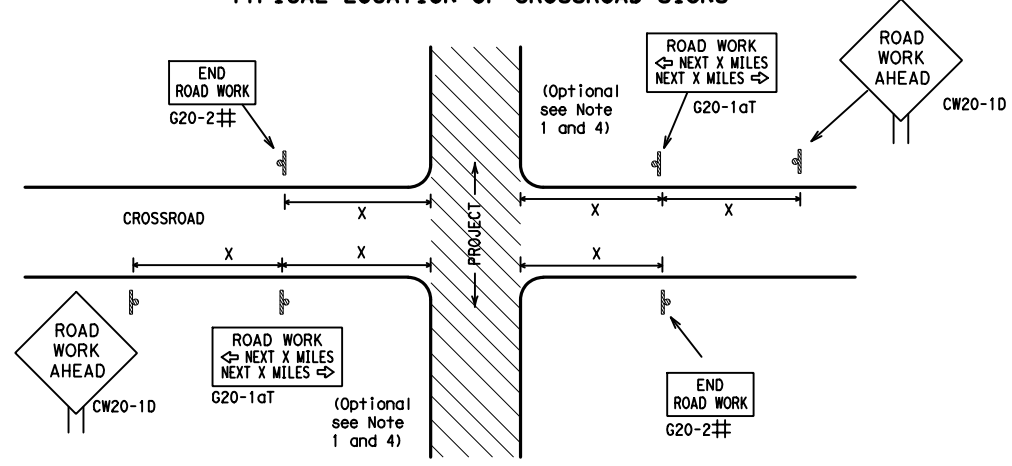 TYPICAL LOCATION OF CROSSROAD SIGNS
END
ROAD WORK
G20-2#
(Optional
see Note
1 and 4)
ROAD WORK
⇦ NEXT X MILES
NEXT X MILES ⇨
G20-1aT
ROAD
WORK
AHEAD
CW20-1D
CROSSROAD
X
X
X
PROJECT
X
X
X
ROAD
WORK
AHEAD
CW20-1D
ROAD WORK
⇦ NEXT X MILES
NEXT X MILES ⇨
G20-1aT
(Optional
see Note
1 and 4)
END
ROAD WORK
G20-2#